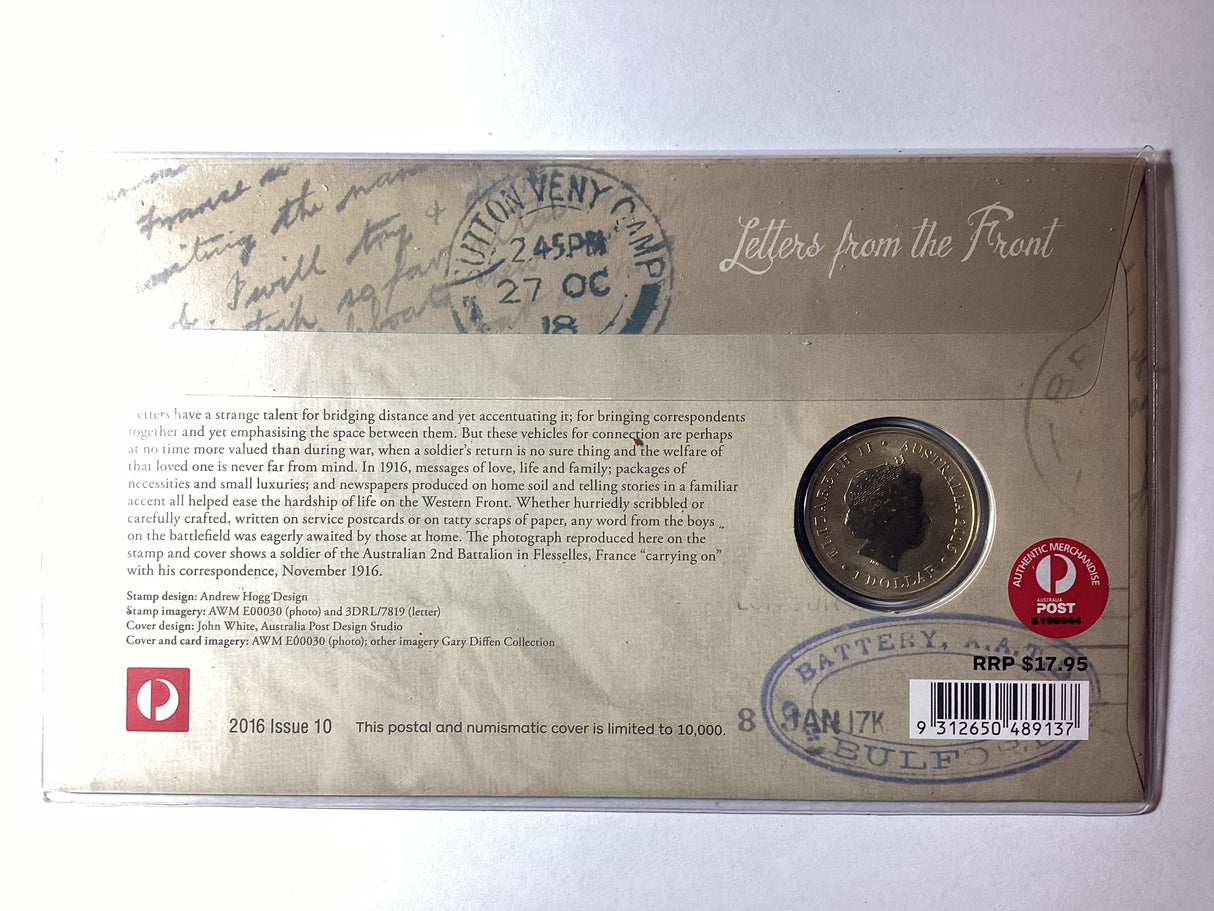 France
writing the
I will try &
SUTTON VENY CAMP
2.45PM
27 OC
18
Letters from the Front
etters have a strange talent for bridging distance and yet accentuating it; for bringing correspondents
together and yet emphasising the space between them. But these vehicles for connection are perhaps
at no time more valued than during war, when a soldier's return is no sure thing and the welfare of
that loved one is never far from mind. In 1916, messages of love, life and family; packages of
necessities and small luxuries; and newspapers produced on home soil and telling stories in a familiar
accent all helped ease the hardship of life on the Western Front. Whether hurriedly scribbled or
carefully crafted, written on service postcards or on tatty scraps of paper, any word from the boys
on the battlefield was eagerly awaited by those at home. The photograph reproduced here on the
stamp and cover shows a soldier of the Australian 2nd Battalion in Flesselles, France “carrying on”
with his correspondence, November 1916.
Stamp design: Andrew Hogg Design
Stamp imagery: AWM E00030 (photo) and 3DRL/7819 (letter)
Cover design: John White, Australia Post Design Studio
Cover and card imagery: AWM E00030 (photo); other imagery Gary Diffen Collection
2016 Issue 10
This postal and numismatic cover is limited to 10,000.
ELIZABETH II • AUSTRALIA 2016
• 1 DOLLAR •
AUTHENTIC MERCHANDISE
AUSTRALIA
POST
B 196944
BATTERY, A.A.
8 JAN 17K
BULFO
RRP $17.95
9 312650 489137